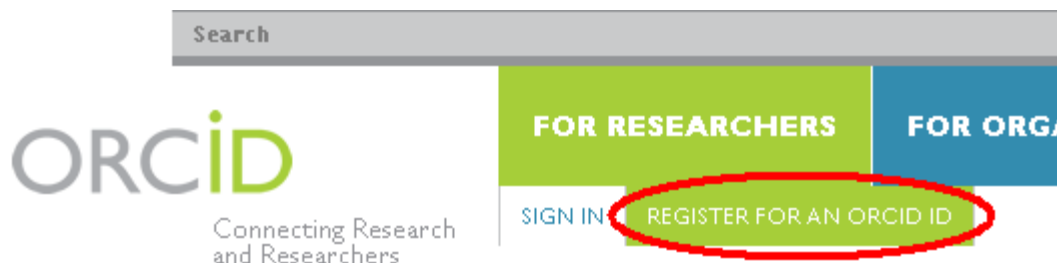 Search
FOR RESEARCHERS
FOR ORGA
ORCiD
SIGN IN
REGISTER FOR AN ORCID ID
Connecting Research
and Researchers